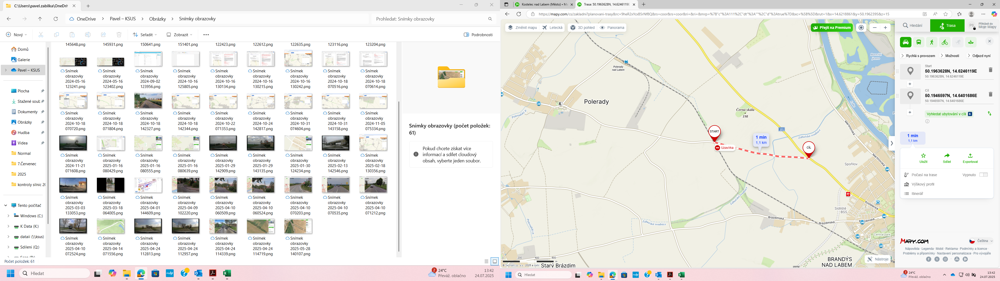 C:\Users\pavel.zabilka\OneDriv
OneDrive > Pavel – KSUS > Obrázky > Snímky obrazovky
Prohledat: Snímky obrazovky
Nový
Seřadit
Zobrazit
Podrobnosti
Domů
Galerie
Pavel – KSUS
Plocha
Stažené soub
Dokumenty
Obrázky
Hudba
Videa
Normal
7.Červenec
2025
kontroly silnic 20
Tento počítač
Windows (C:)
K Data (K:)
dataii (\\ksus)
Sdileni (Q:)
145648.png 145931.png 150641.png 151401.png 122423.png 122612.png 122635.png 123116.png 123204.png
Snímek obrazovky 2024-05-16 123241.png
Snímek obrazovky 2024-05-16 123402.png
Snímek obrazovky 2024-09-02 123956.png
Snímek obrazovky 2024-10-16 125805.png
Snímek obrazovky 2024-10-16 130134.png
Snímek obrazovky 2024-10-16 130215.png
Snímek obrazovky 2024-10-16 130242.png
Snímek obrazovky 2024-10-18 070516.png
Snímek obrazovky 2024-10-18 070614.png
Snímek obrazovky 2024-10-18 070720.png
Snímek obrazovky 2024-10-18 071804.png
Snímek obrazovky 2024-10-18 142327.png
Snímek obrazovky 2024-10-18 142344.png
Snímek obrazovky 2024-10-22 071353.png
Snímek obrazovky 2024-10-24 142817.png
Snímek obrazovky 2024-10-31 074604.png
Snímek obrazovky 2024-10-31 143158.png
Snímek obrazovky 2024-11-05 075334.png
Snímek obrazovky 2024-11-21 071608.png
Snímek obrazovky 2025-01-16 080429.png
Snímek obrazovky 2025-01-16 080555.png
Snímek obrazovky 2025-01-16 080639.png
Snímek obrazovky 2025-01-29 142909.png
Snímek obrazovky 2025-01-29 143135.png
Snímek obrazovky 2025-01-30 124234.png
Snímek obrazovky 2025-02-13 142546.png
Snímek obrazovky 2025-02-18 130356.png
Snímek obrazovky 2025-03-03 133053.png
Snímek obrazovky 2025-03-18 064005.png
Snímek obrazovky 2025-04-01 144609.png
Snímek obrazovky 2025-04-09 102220.png
Snímek obrazovky 2025-04-10 060509.png
Snímek obrazovky 2025-04-10 060524.png
Snímek obrazovky 2025-04-10 070203.png
Snímek obrazovky 2025-04-10 070535.png
Snímek obrazovky 2025-04-10 071212.png
Snímek obrazovky 2025-04-10 072524.png
Snímek obrazovky 2025-04-14 071556.png
Snímek obrazovky 2025-04-24 112813.png
Snímek obrazovky 2025-04-24 112957.png
Snímek obrazovky 2025-04-24 114339.png
Snímek obrazovky 2025-04-24 114719.png
Snímek obrazovky 2025-05-28 140107.png
Snímky obrazovky (počet položek:
61)
Pokud chcete získat více
informací a sdílet cloudový
obsah, vyberte jeden soubor.
Počet položek: 61
Hledat
24°C
Převáž. oblačno
13:42
24.07.2025
Kostelec nad Labem (Město) • Ma
Trasa: 50.1963628N, 14.6246119E
https://mapy.com/cs/zakladni?planovani-trasy&rc=9heR2xYcxB5rNf8Q&rs=coor&rs=coor&ri=&ri=&mrp=%7B"c"%3A111%2C"dt"%3A""%2C"d"%3Atrue%7D&xc=%5B%5D&rut=1&x=14.6218861&y=50.1962395&z=15
Změnit mapu
Letecká
3D pohled
Panorama
Přejít na Premium
Hledání
Trasa
Přihlásit do
Moje Mapy
Rychlá s provozem
Možnosti
Odjezd nyní
Start
50.1963628N, 14.6246119E
50.1963628N, 14.6246119E
Cíl
50.1946597N, 14.6401686E
50.1946597N, 14.6401686E
Vyhledat ubytování v cíli
1 min
1,1 km
Uložit
Sdílet
Exportovat
Počasí na trase
Vypnuto
Výškový profil
Itinerář
MAPY.COM
Čeština
Nápověda · Legenda · Mobil · Reklama · Podmínky a licence ·
Problémy a připomínky · Nastavení personalizace · Pro vývojáře
Polerady
nad Labem
Borecké
jezero
Labe
Polerady
Poleradský p.
Černá skála
198
START
Uzavírka
1 min
1,1 km
101
CÍL
Zahořská svodnice
Martinovská
Martinovská
Spořilov
Zahořská svodnice
Zahořská svodnice
Poleradský p.
Kostelecká
Sídliště
BSS
Brázdimská
Brázdimská
Brázdimská
Central park
BRANDÝS
NAD LABEM
Starý Brázdim
0 200 400 600 m
© Seznam.cz, a.s., 2025 a další
Nástroje
Hledat
24°C
Převáž. oblačno
13:42
24.07.2025